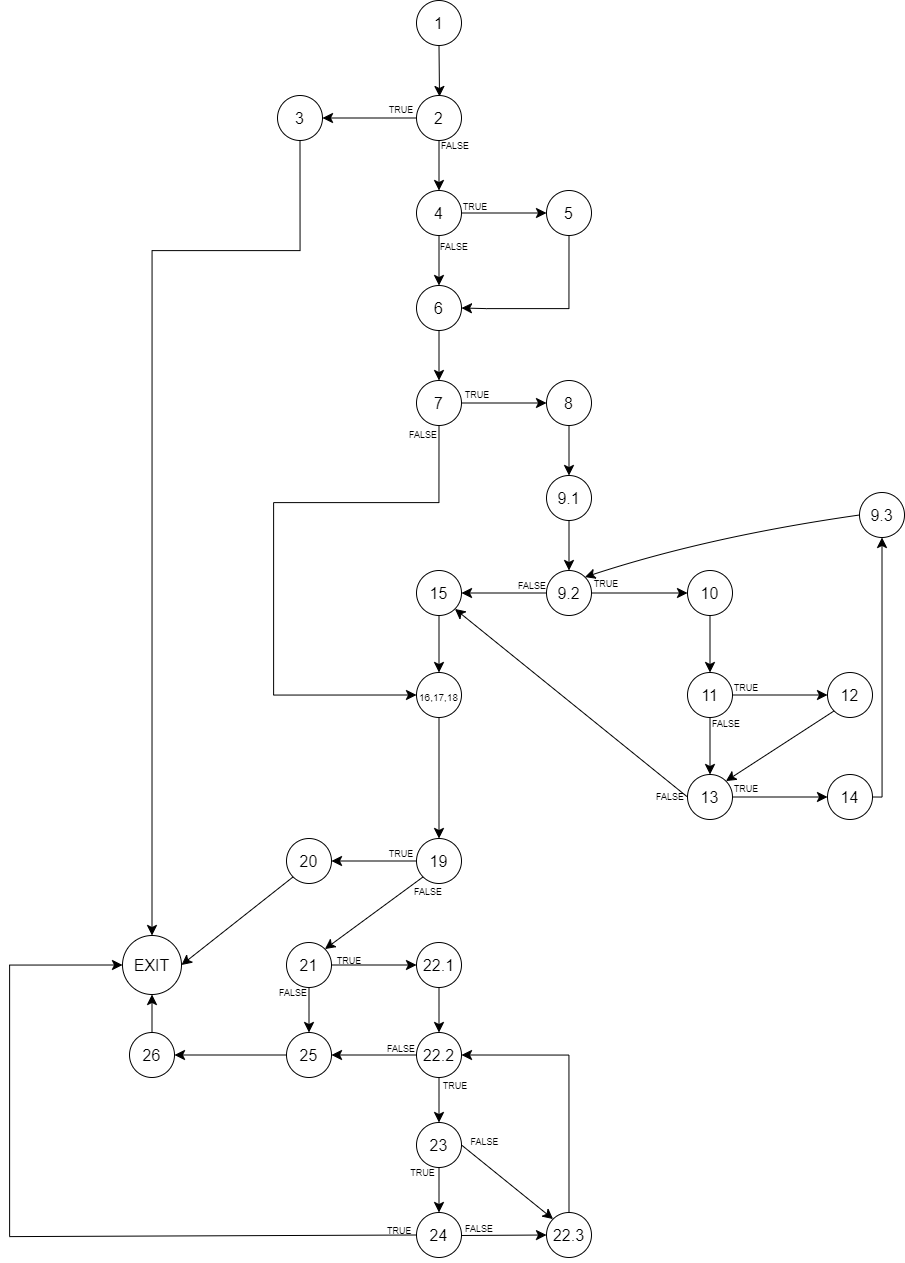 1
TRUE
3
2
FALSE
4
TRUE
5
FALSE
6
7
TRUE
8
FALSE
9.1
9.3
15
FALSE
9.2
TRUE
10
16,17,18
11
TRUE
12
FALSE
FALSE
13
TRUE
14
20
TRUE
19
FALSE
EXIT
21
TRUE
22.1
FALSE
26
25
FALSE
22.2
TRUE
23
FALSE
TRUE
TRUE
24
FALSE
22.3